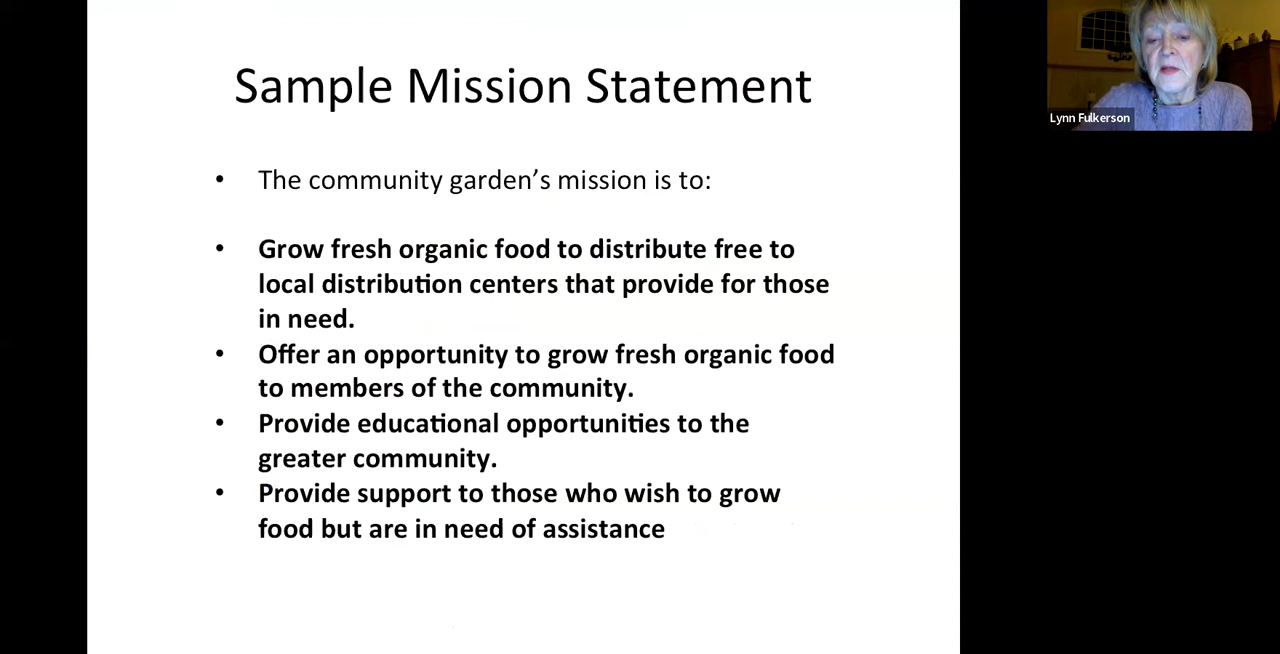 Sample Mission Statement
• The community garden’s mission is to:
• Grow fresh organic food to distribute free to
local distribution centers that provide for those
in need.
• Offer an opportunity to grow fresh organic food
to members of the community.
• Provide educational opportunities to the
greater community.
• Provide support to those who wish to grow
food but are in need of assistance
Lynn Fulkerson